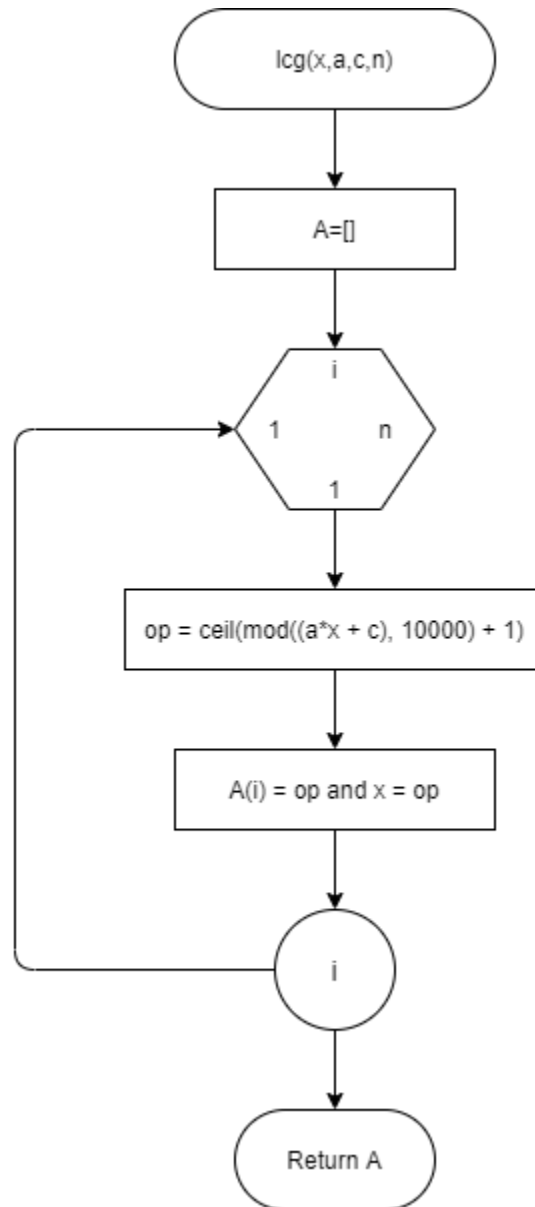 lcg(x,a,c,n)
A=[]
i
1 n
1
op = ceil(mod((a*x + c), 10000) + 1)
A(i) = op and x = op
i
Return A